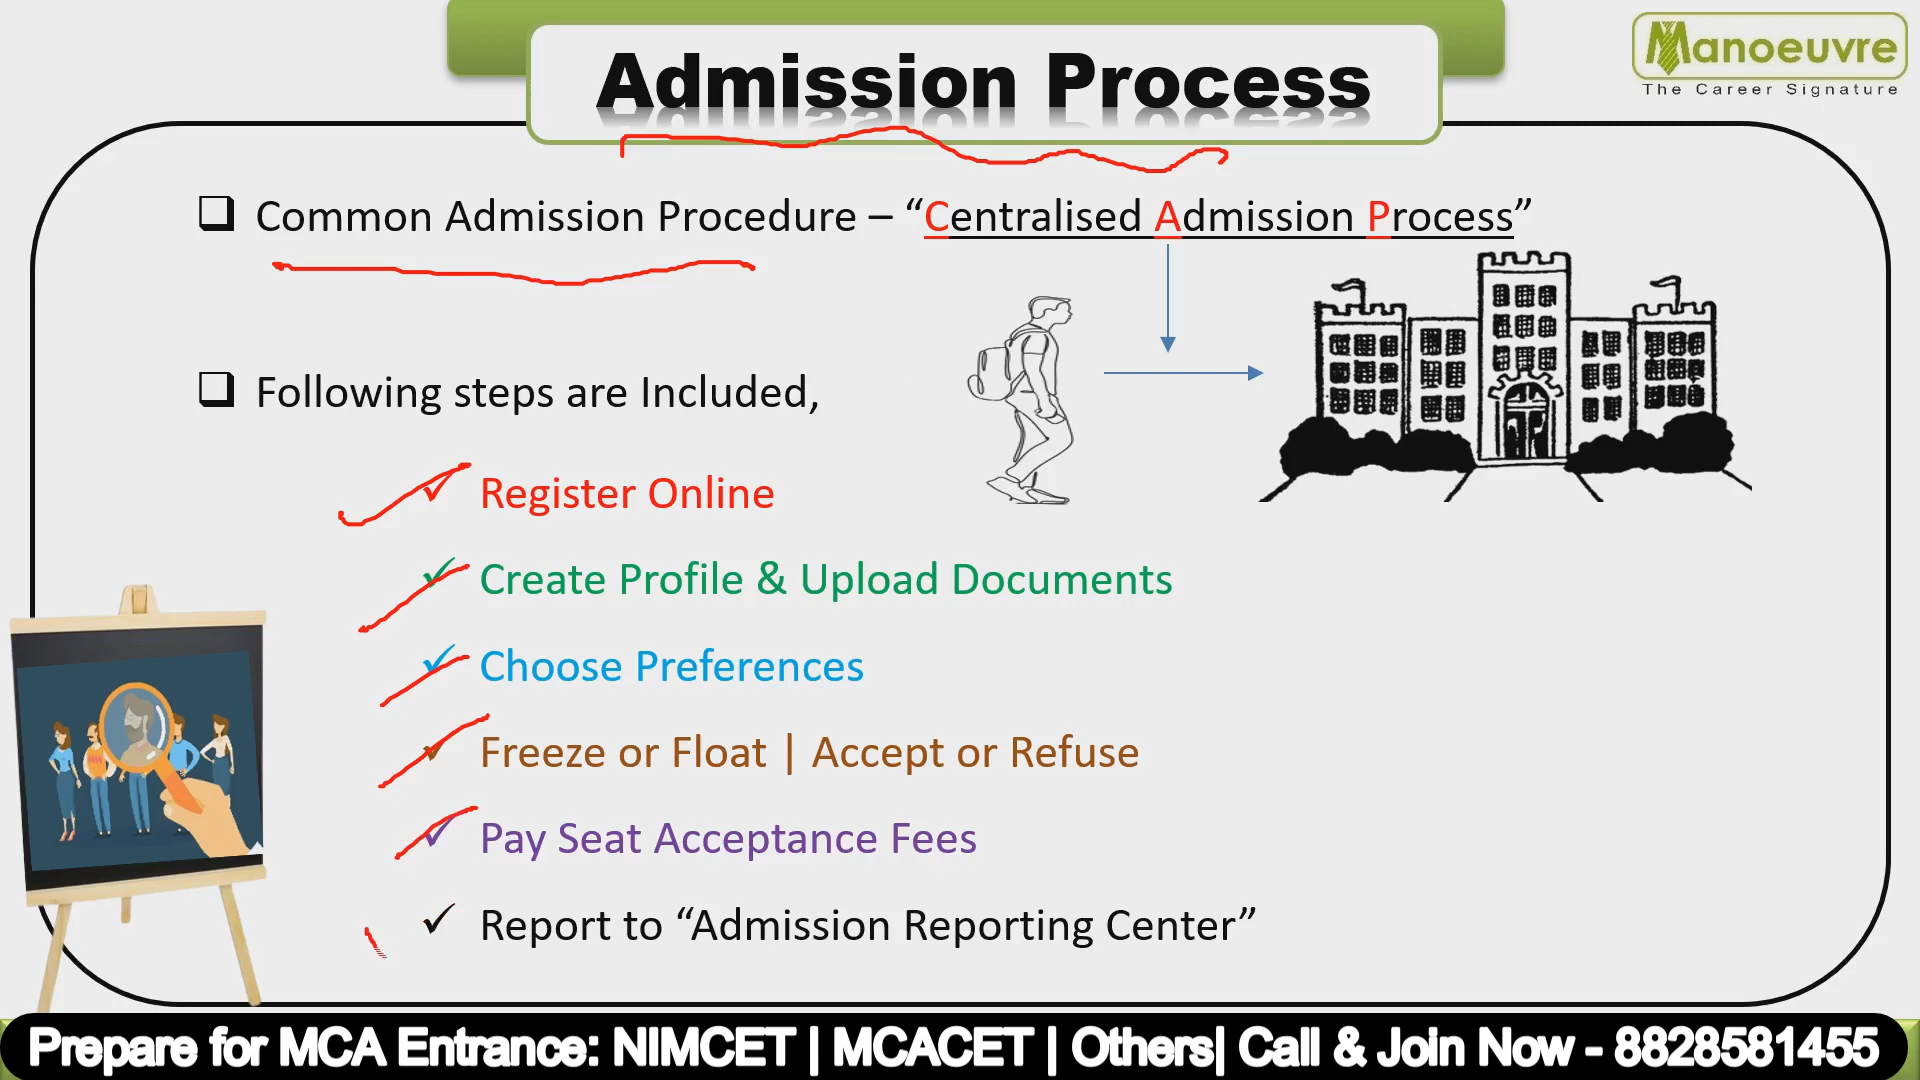 Admission Process
Manoeuvre
The Career Signature
Common Admission Procedure – “Centralised Admission Process”
Following steps are Included,
Register Online
Create Profile & Upload Documents
Choose Preferences
Freeze or Float | Accept or Refuse
Pay Seat Acceptance Fees
Report to “Admission Reporting Center”
Prepare for MCA Entrance: NIMCET | MCACET | Others| Call & Join Now - 8828581455